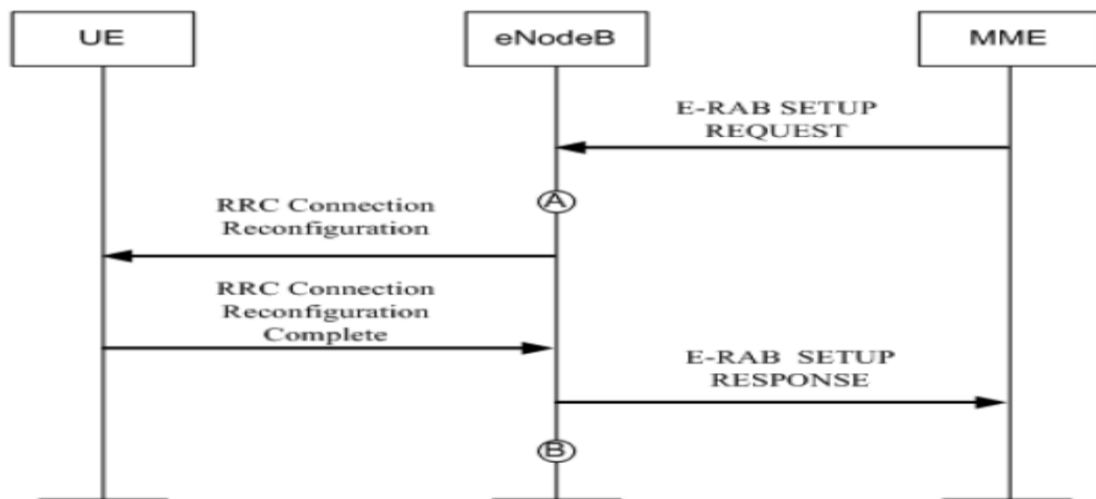 UE
eNodeB
MME
E-RAB SETUP
REQUEST
A
RRC Connection
Reconfiguration
RRC Connection
Reconfiguration
Complete
E-RAB SETUP
RESPONSE
B